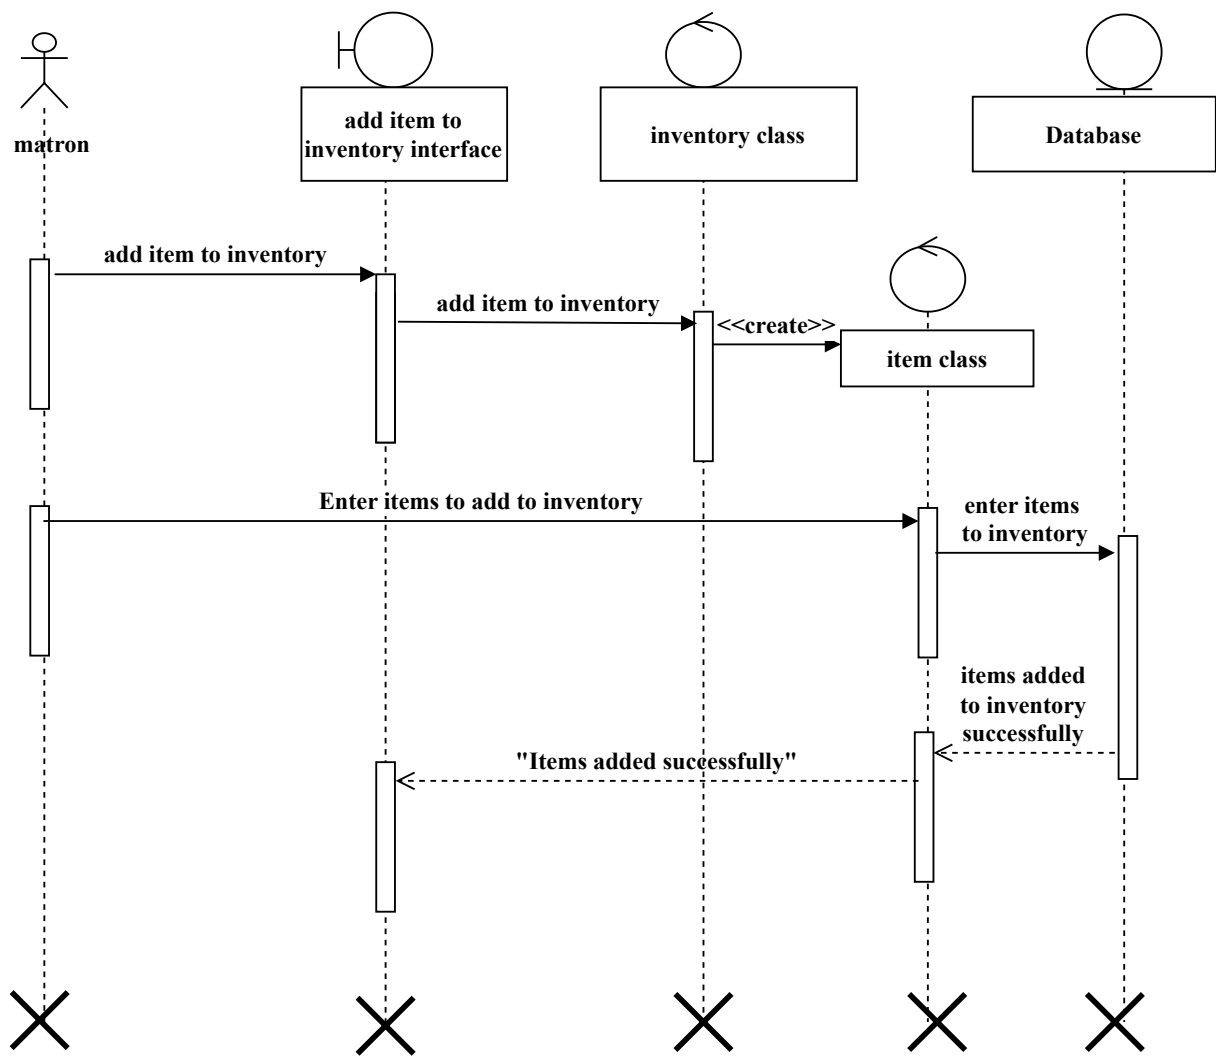 matron
add item to
inventory interface
inventory class
Database
add item to inventory
add item to inventory
<<create>>
item class
Enter items to add to inventory
enter items
to inventory
items added
to inventory
successfully
"Items added successfully"